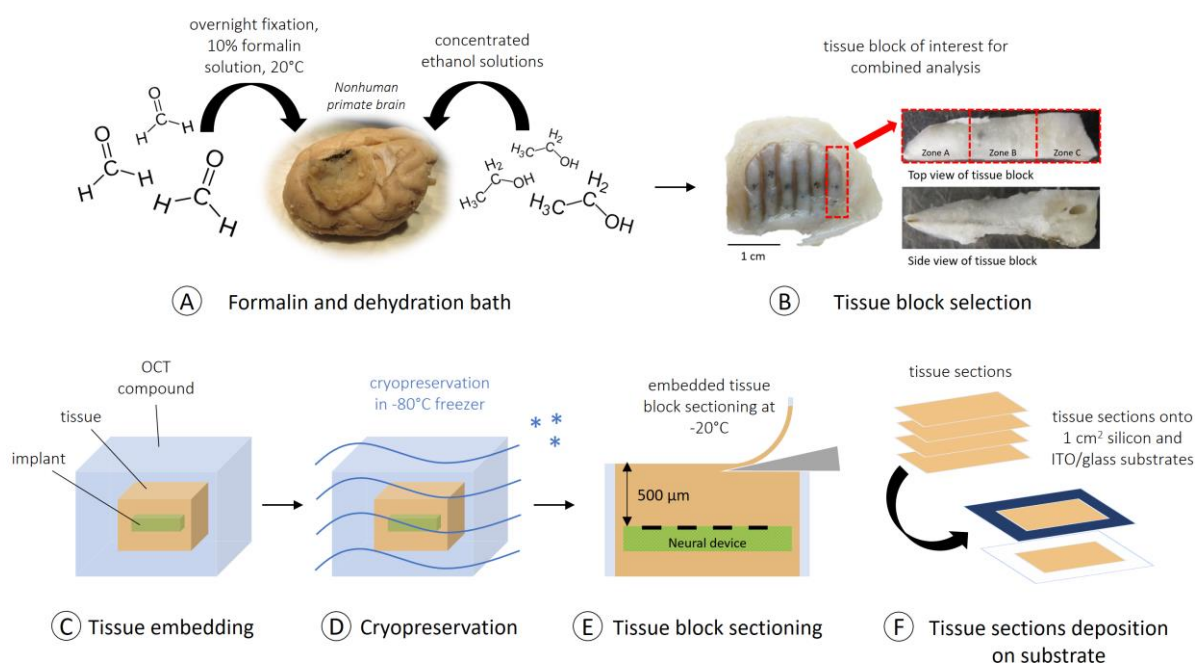 overnight fixation,
10% formalin
solution, 20°C
concentrated
ethanol solutions
Nonhuman
primate brain
O
C
H H
O
C
H H
O
C
H H
H2
C
H3C OH
H2
C
H3C OH
H2
C
H3C OH
A Formalin and dehydration bath
tissue block of interest for
combined analysis
1 cm
Zone A Zone B Zone C
Top view of tissue block
Side view of tissue block
B Tissue block selection
OCT
compound
tissue
implant
C Tissue embedding
cryopreservation
in -80°C freezer
* * *
D Cryopreservation
embedded tissue
block sectioning at
-20°C
500 µm
Neural device
E Tissue block sectioning
tissue sections
tissue sections onto
1 cm² silicon and
ITO/glass substrates
F Tissue sections deposition
on substrate